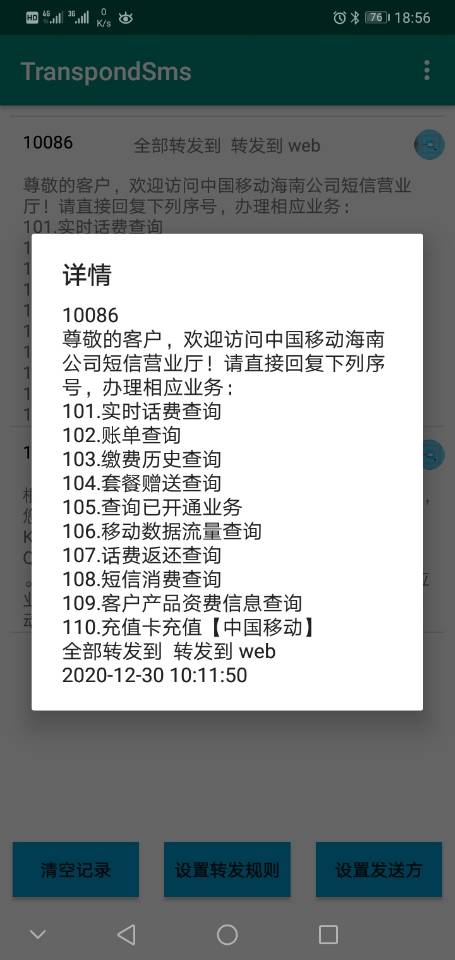 HD 4G 3G 0 K/s 76 18:56
TranspondSms
10086 全部转发到 转发到 web
尊敬的客户，欢迎访问中国移动海南公司短信营业
厅！请直接回复下列序号，办理相应业务：
101.实时话费查询
详情
10086
尊敬的客户，欢迎访问中国移动海南
公司短信营业厅！请直接回复下列序
号，办理相应业务：
101.实时话费查询
102.账单查询
103.缴费历史查询
104.套餐赠送查询
105.查询已开通业务
106.移动数据流量查询
107.话费返还查询
108.短信消费查询
109.客户产品资费信息查询
110.充值卡充值【中国移动】
全部转发到 转发到 web
2020-12-30 10:11:50
清空记录 设置转发规则 设置发送方